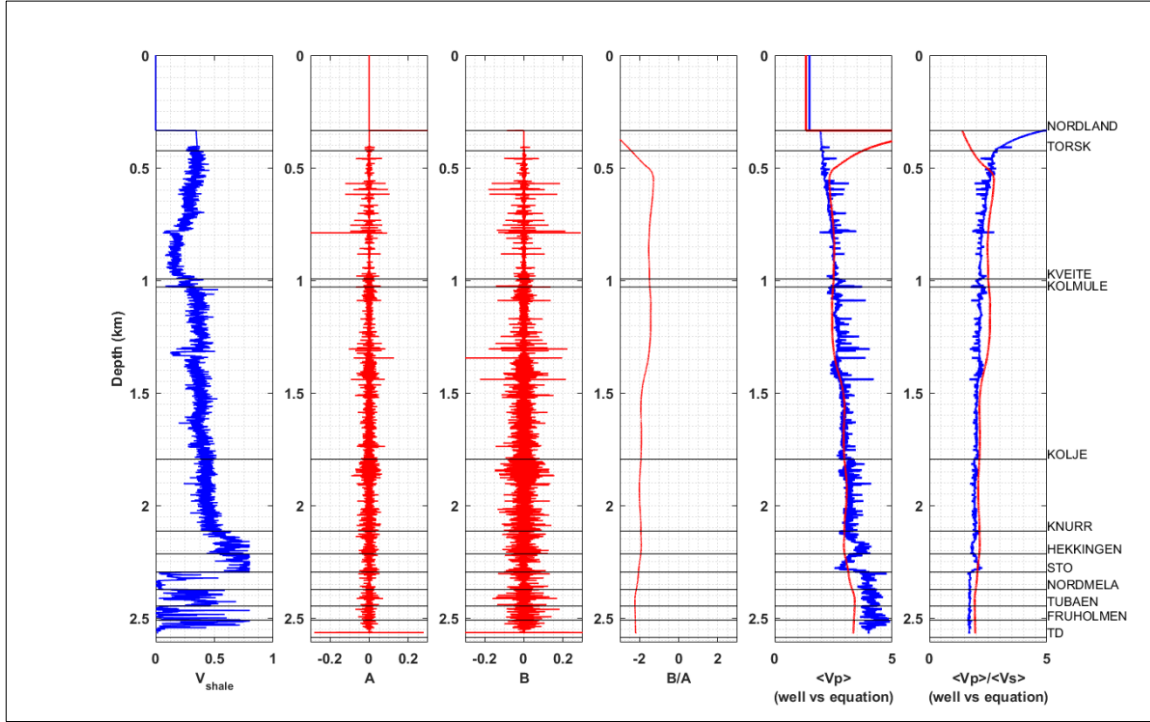 0
0.5
1
1.5
2
2.5
Depth (km)
0 0.5 1
V shale
0
0.5
1
1.5
2
2.5
-0.2 0 0.2
A
0
0.5
1
1.5
2
2.5
-0.2 0 0.2
B
0
0.5
1
1.5
2
2.5
-2 0 2
B/A
0
0.5
1
1.5
2
2.5
0 5
<Vp>
(well vs equation)
0
0.5
1
1.5
2
2.5
0 5
<Vp>/<Vs>
(well vs equation)
NORDLAND
TORSK
KVEITE
KOLMULE
KOLJE
KNURR
HEKKINGEN
STO
NORDMELA
TUBAEN
FRUHOLMEN
TD